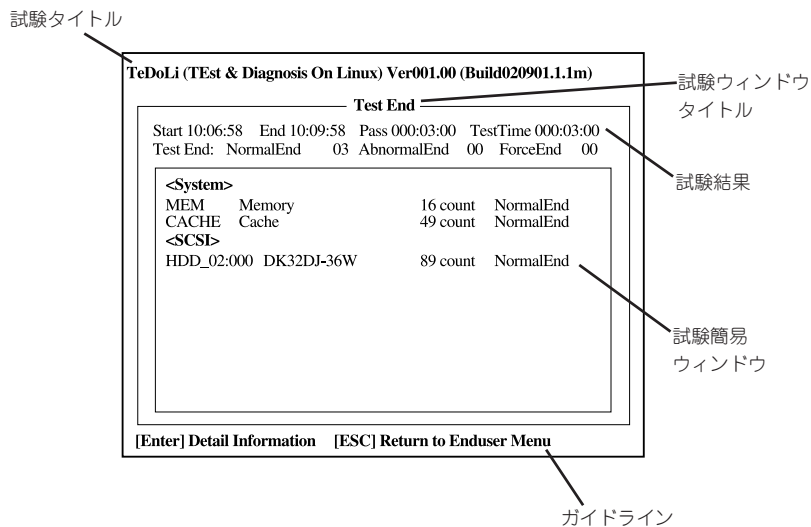 試験タイトル
TeDoLi (TEst & Diagnosis On Linux) Ver001.00 (Build020901.1.1m)
Test End
試験ウィンドウ
タイトル
Start 10:06:58 End 10:09:58 Pass 000:03:00 TestTime 000:03:00
Test End: NormalEnd 03 AbnormalEnd 00 ForceEnd 00
試験結果
<System>
MEM Memory 16 count NormalEnd
CACHE Cache 49 count NormalEnd
<SCSI>
HDD_02:000 DK32DJ-36W 89 count NormalEnd
試験簡易
ウィンドウ
[Enter] Detail Information [ESC] Return to Enduser Menu
ガイドライン